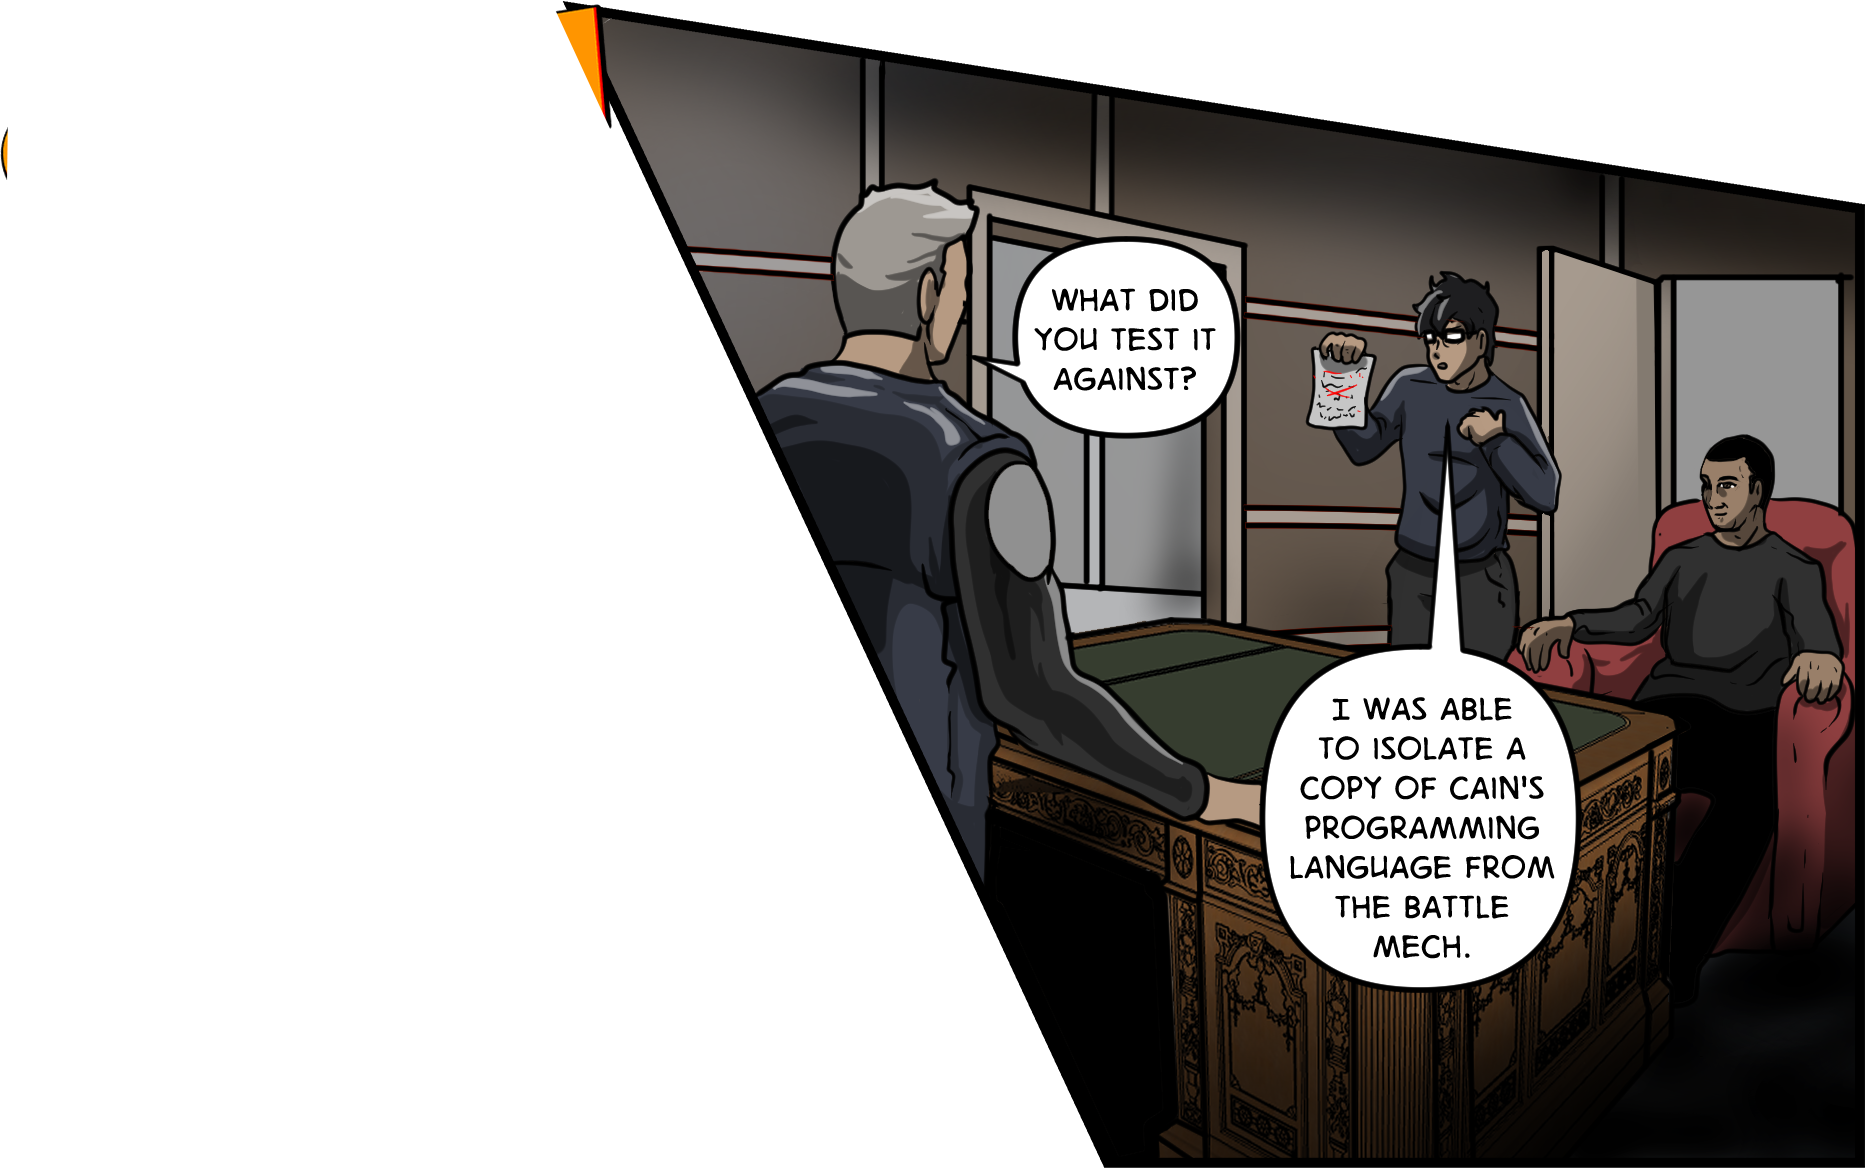 WHAT DID
YOU TEST IT
AGAINST?
I WAS ABLE
TO ISOLATE A
COPY OF CAIN'S
PROGRAMMING
LANGUAGE FROM
THE BATTLE
MECH.